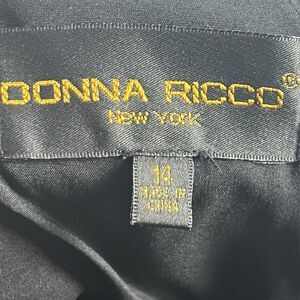 DONNA RICCO®
New York
14
MADE IN
CHINA